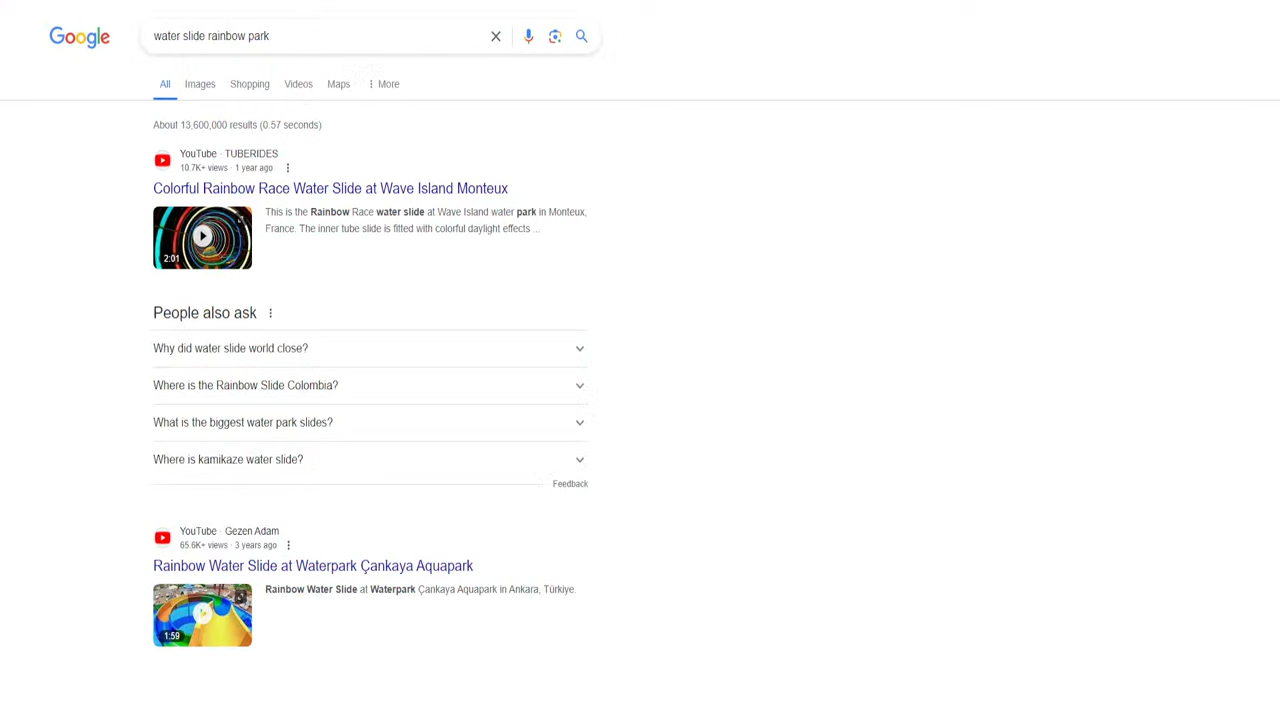 Google
water slide rainbow park
All Images Shopping Videos Maps More
About 13,600,000 results (0.57 seconds)
YouTube · TUBERIDES
10.7K+ views · 1 year ago
Colorful Rainbow Race Water Slide at Wave Island Monteux
This is the Rainbow Race water slide at Wave Island water park in Monteux,
France. The inner tube slide is fitted with colorful daylight effects ...
2:01
People also ask
Why did water slide world close?
Where is the Rainbow Slide Colombia?
What is the biggest water park slides?
Where is kamikaze water slide?
Feedback
YouTube · Gezen Adam
65.6K+ views · 3 years ago
Rainbow Water Slide at Waterpark Çankaya Aquapark
Rainbow Water Slide at Waterpark Çankaya Aquapark in Ankara, Türkiye.
1:59